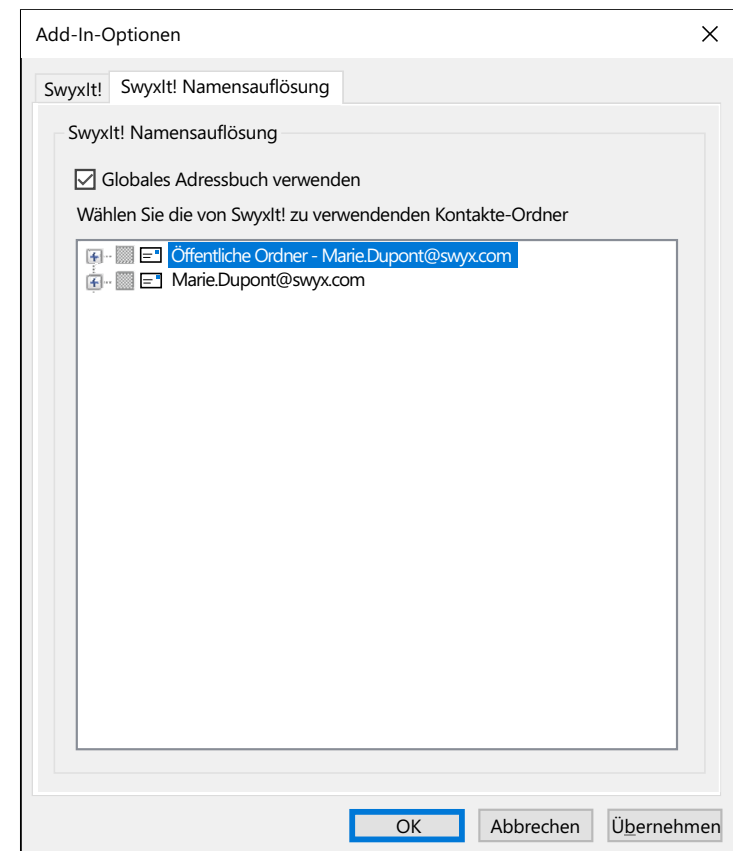 Add-In-Optionen
SwyxIt! SwyxIt! Namensauflösung
SwyxIt! Namensauflösung
Globales Adressbuch verwenden
Wählen Sie die von SwyxIt! zu verwendenden Kontakte-Ordner
Öffentliche Ordner - Marie.Dupont@swyx.com
Marie.Dupont@swyx.com
OK Abbrechen Übernehmen